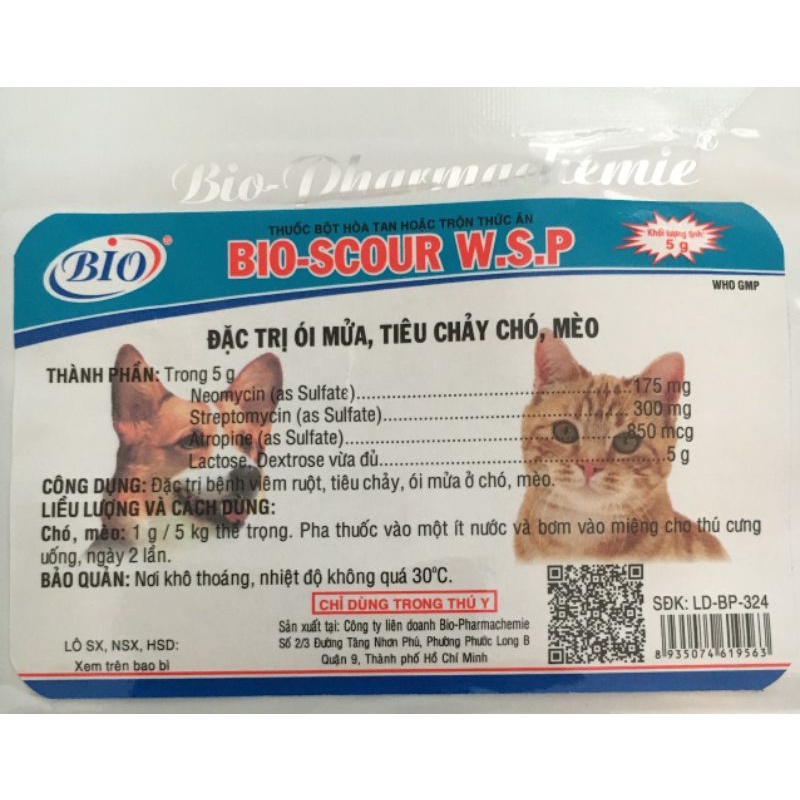 Bio-Pharmachemie®
THUỐC BỘT HÒA TAN HOẶC TRỘN THỨC ĂN
BIO®
BIO-SCOUR W.S.P
Khối lượng tịnh
5 g
WHO GMP
ĐẶC TRỊ ÓI MỬA, TIÊU CHẢY CHÓ, MÈO
THÀNH PHẦN: Trong 5 g
Neomycin (as Sulfate)..........175 mg
Streptomycin (as Sulfate)..........300 mg
Atropine (as Sulfate)..........850 mcg
Lactose, Dextrose vừa đủ..........5 g
CÔNG DỤNG: Đặc trị bệnh viêm ruột, tiêu chảy, ói mửa ở chó, mèo.
LIỀU LƯỢNG VÀ CÁCH DÙNG:
Chó, mèo: 1 g / 5 kg thể trọng. Pha thuốc vào một ít nước và bơm vào miệng cho thú cưng
uống, ngày 2 lần.
BẢO QUẢN: Nơi khô thoáng, nhiệt độ không quá 30°C.
CHỈ DÙNG TRONG THÚ Y
Sản xuất tại: Công ty liên doanh Bio-Pharmachemie
Số 2/3 Đường Tăng Nhơn Phú, Phường Phước Long B
Quận 9, Thành phố Hồ Chí Minh
LÔ SX, NSX, HSD:
Xem trên bao bì
SĐK: LD-BP-324
8 935074 619563